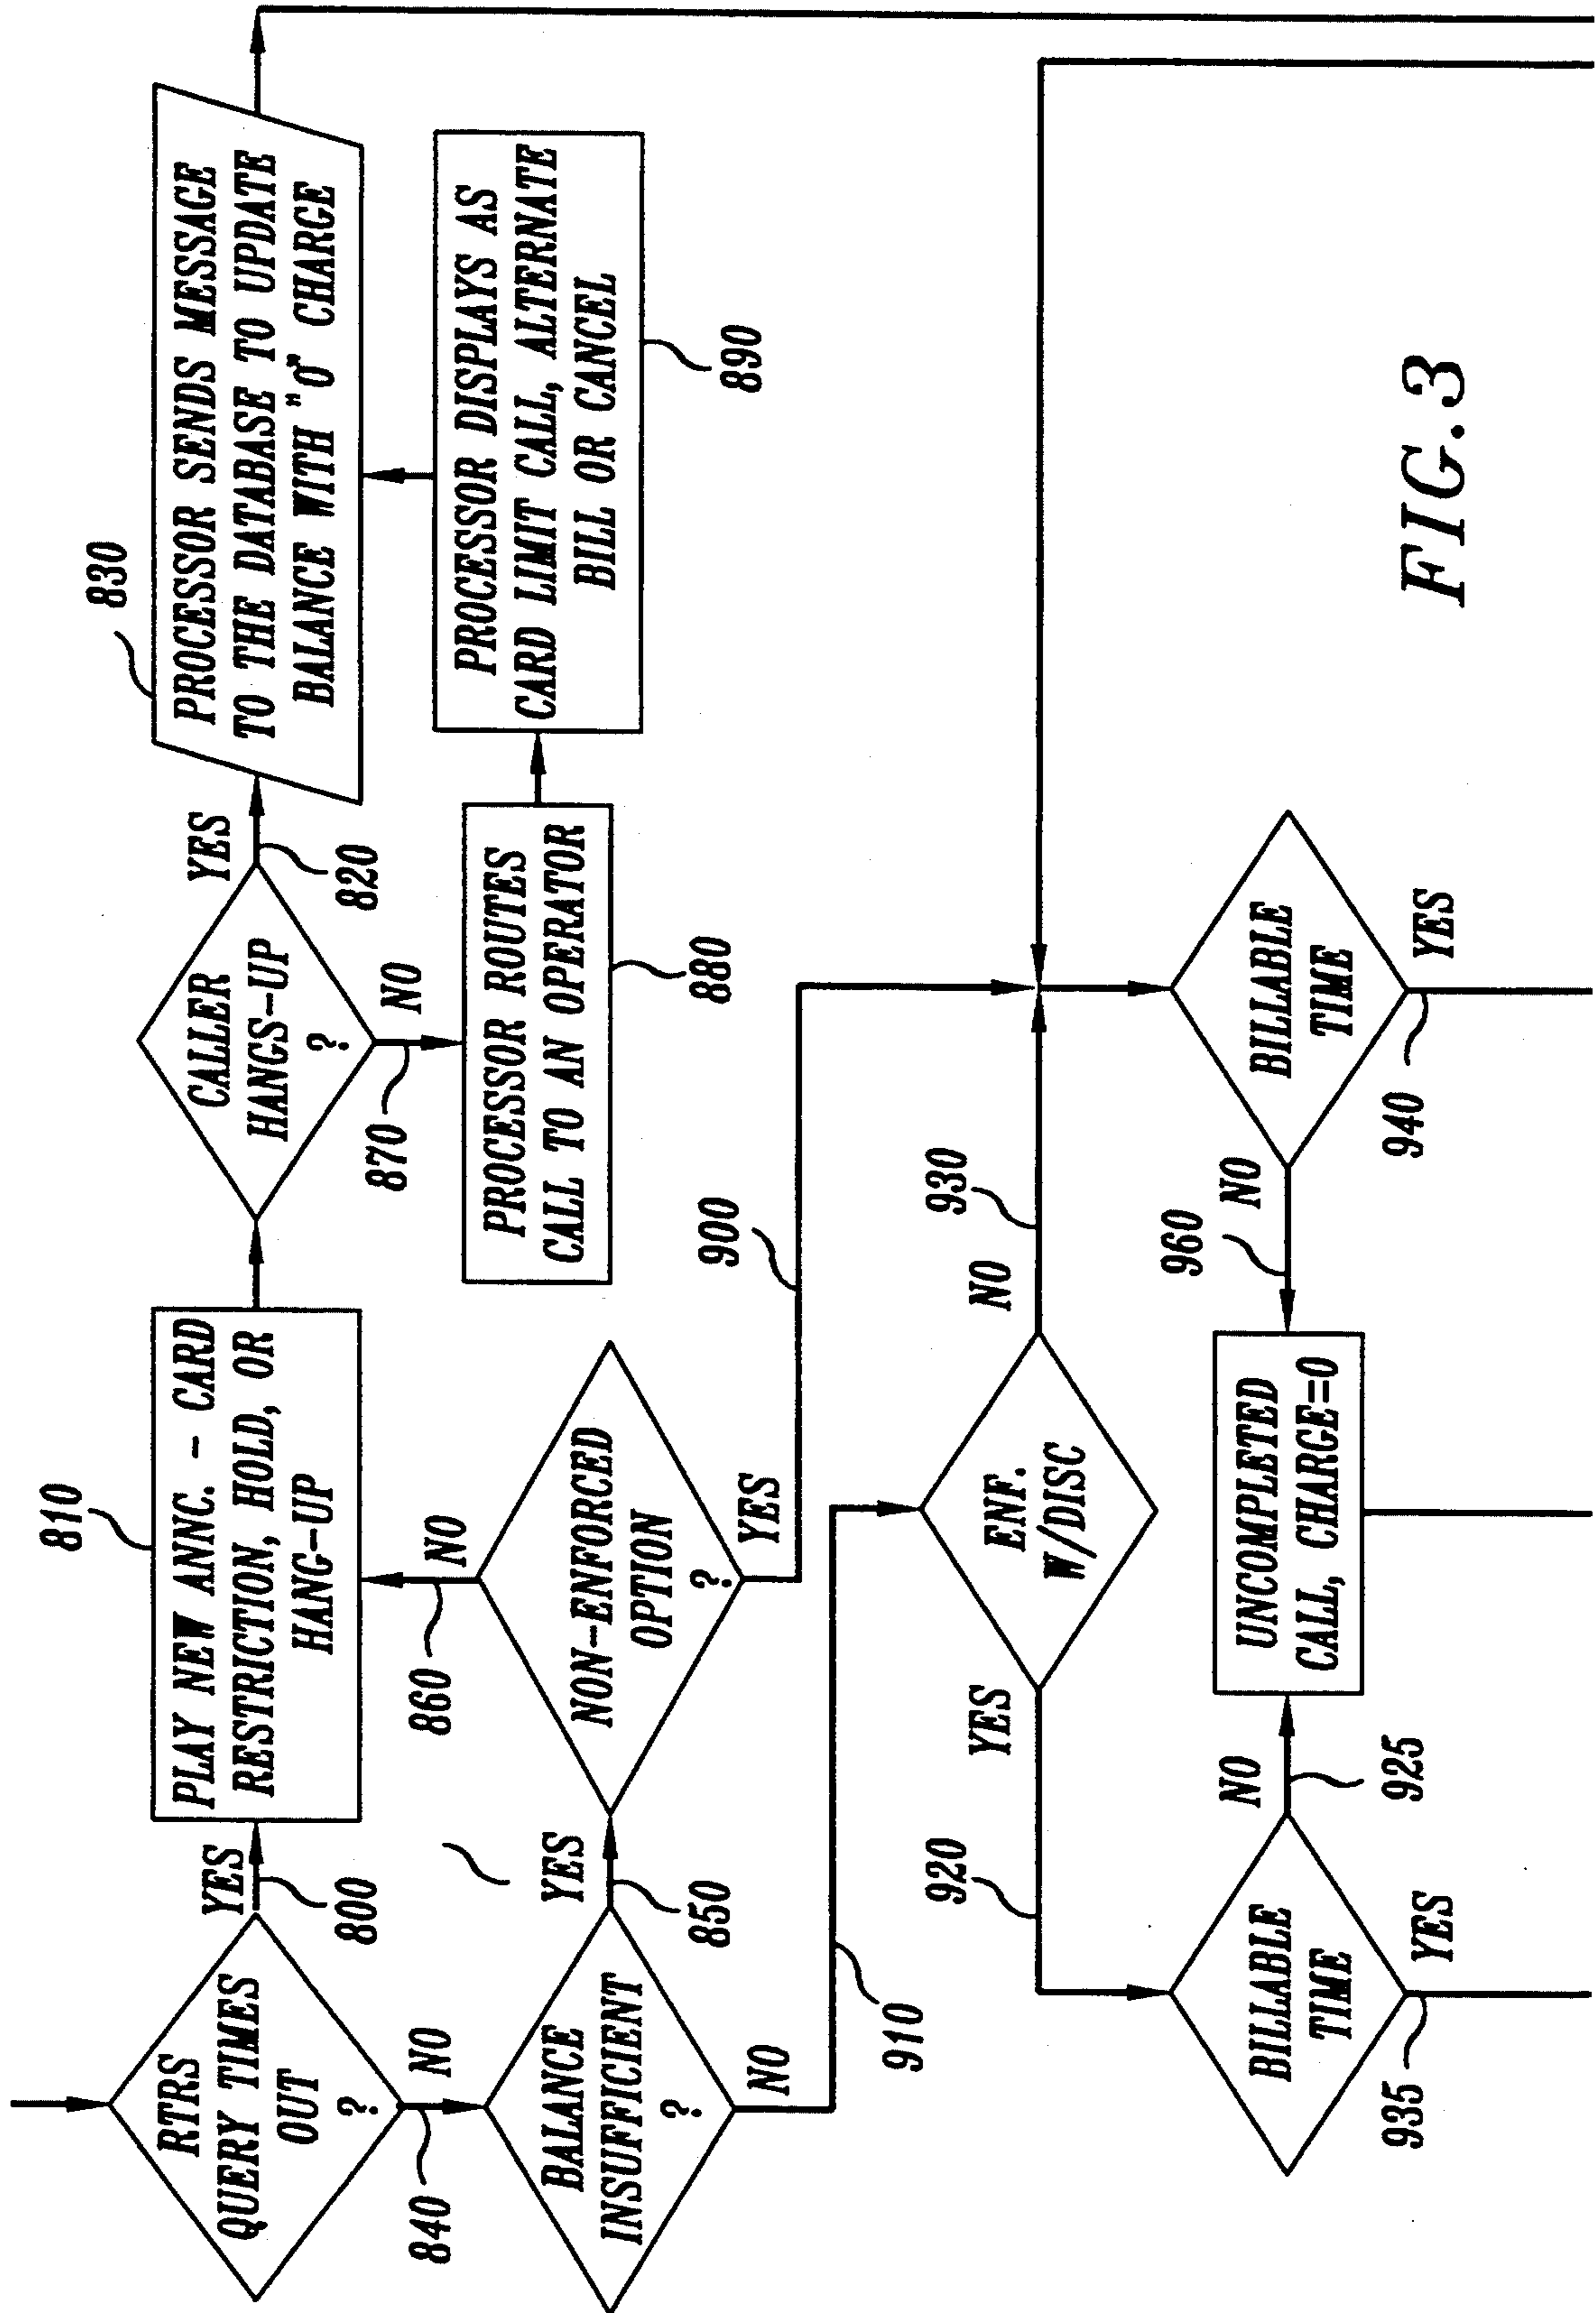 RTRS
QUERY TIMES
OUT
?
YES
800
NO
840
810
PLAY NEW ANNC. - CARD
RESTRICTION, HOLD, OR
HANG-UP
CALLER
HANGS-UP
?
YES
820
NO
870
830
PROCESSOR SENDS MESSAGE
TO THE DATABASE TO UPDATE
BALANCE WITH "0" CHARGE
PROCESSOR ROUTES
CALL TO AN OPERATOR
880
PROCESSOR DISPLAYS AS
CARD LIMIT CALL, ALTERNATE
BILL OR CANCEL
890
BALANCE
INSUFFICIENT
?
YES
850
NO
910
NON-ENFORCED
OPTION
?
NO
860
YES
900
ENF.
W/DISC
YES
920
NO
930
BILLABLE
TIME
NO
925
YES
935
UNCOMPLETED
CALL, CHARGE=0
BILLABLE
TIME
NO
960
YES
940
FIG. 3